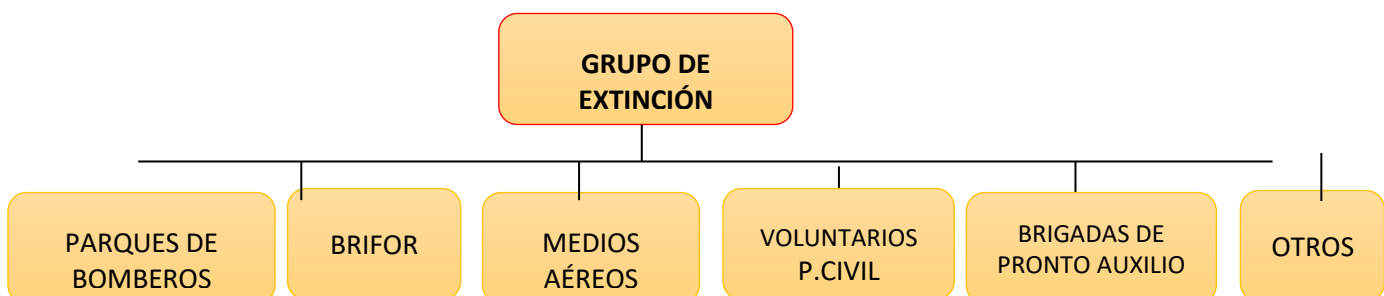 GRUPO DE
EXTINCIÓN
PARQUES DE
BOMBEROS
BRIFOR
MEDIOS
AÉREOS
VOLUNTARIOS
P.CIVIL
BRIGADAS DE
PRONTO AUXILIO
OTROS